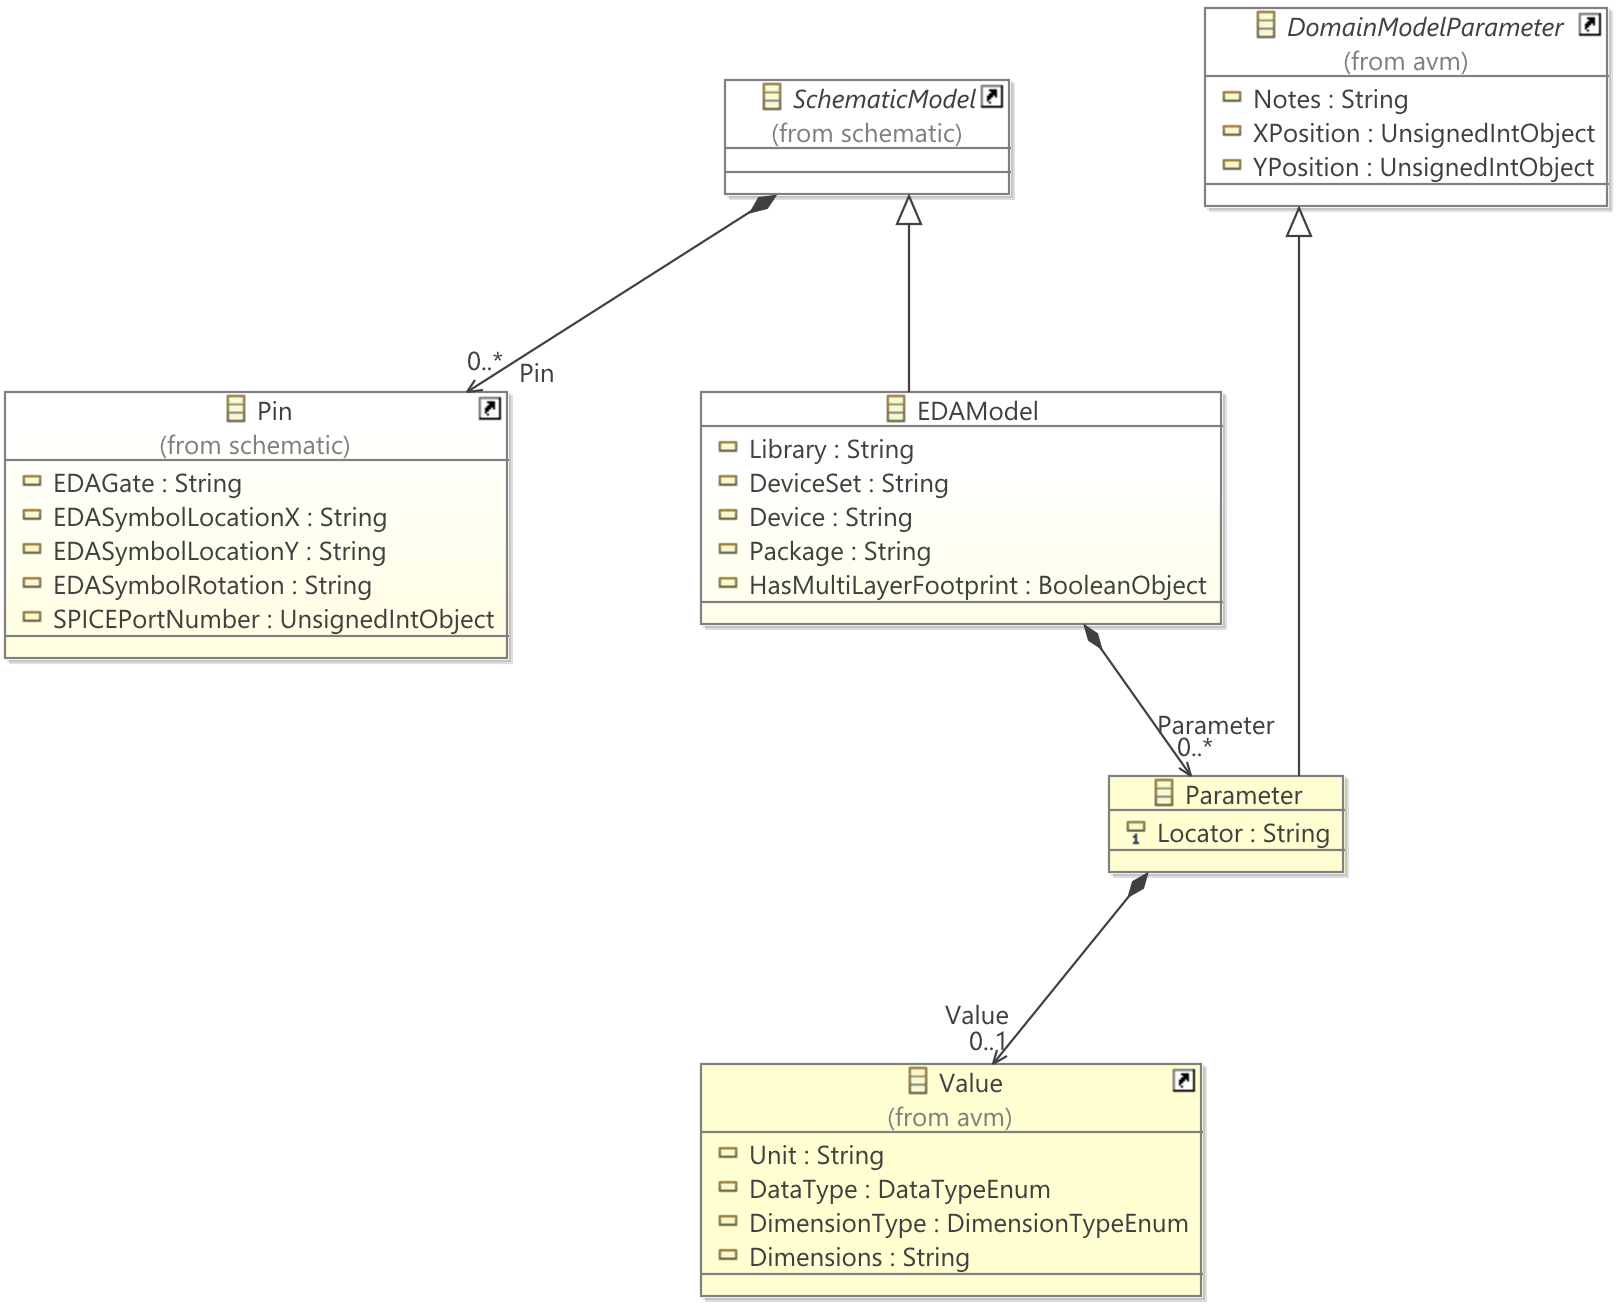 DomainModelParameter
(from avm)
Notes : String
XPosition : UnsignedIntObject
YPosition : UnsignedIntObject
SchematicModel
(from schematic)
0..*
Pin
Pin
(from schematic)
EDAGate : String
EDASymbolLocationX : String
EDASymbolLocationY : String
EDASymbolRotation : String
SPICEPortNumber : UnsignedIntObject
EDAModel
Library : String
DeviceSet : String
Device : String
Package : String
HasMultiLayerFootprint : BooleanObject
Parameter
0..*
Parameter
1 Locator : String
Value
0..1
Value
(from avm)
Unit : String
DataType : DataTypeEnum
DimensionType : DimensionTypeEnum
Dimensions : String